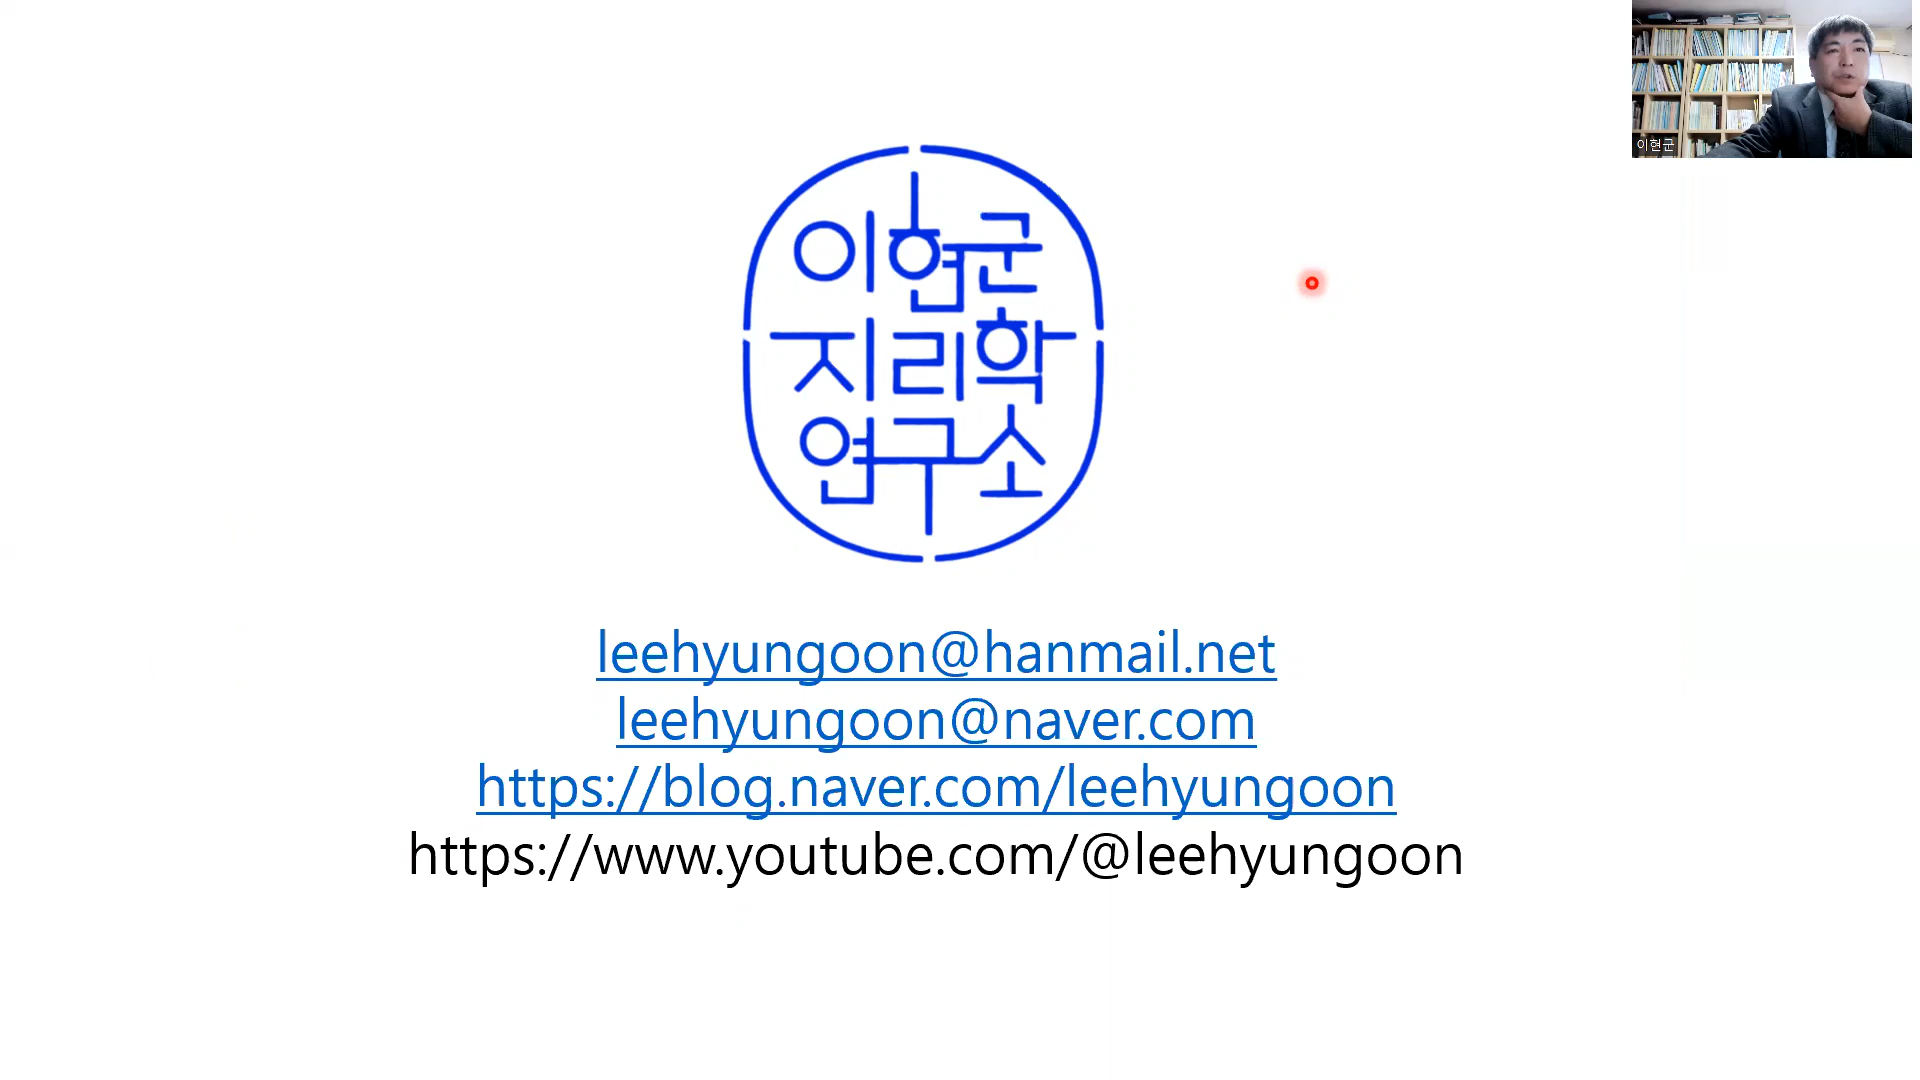 이현군
이현군
지리학
연구소
leehyungoon@hanmail.net
leehyungoon@naver.com
https://blog.naver.com/leehyungoon
https://www.youtube.com/@leehyungoon